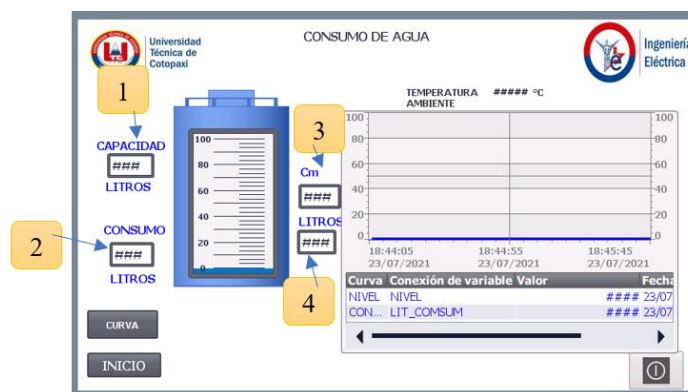 Universidad
Técnica de
Cotopaxi
CONSUMO DE AGUA
Ingeniería
Eléctrica
1
CAPACIDAD
###
LITROS
2
CONSUMO
###
LITROS
100
80
60
40
20
0
3
Cm
###
LITROS
###
4
TEMPERATURA ##### °C
AMBIENTE
100 100
80 80
60 60
40 40
20 20
0 0
18:44:05 18:44:55 18:45:45
23/07/2021 23/07/2021 23/07/2021
Curva Conexión de variable Valor Fecha
NIVEL NIVEL #### 23/07
CON... LIT_COMSUM #### 23/07
CURVA
INICIO